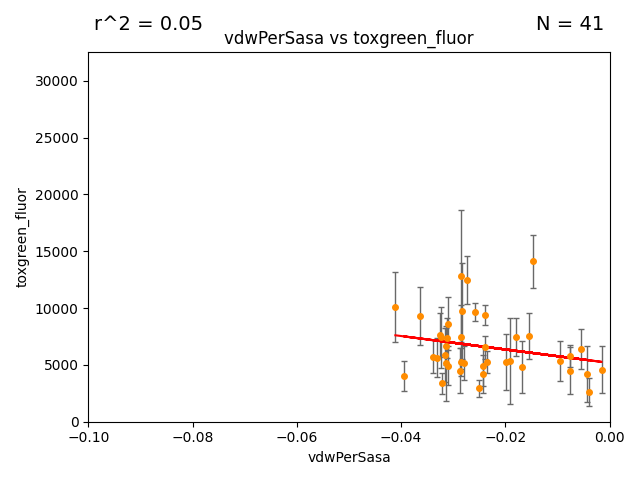 r^2 = 0.05
N = 41
vdwPerSasa vs toxgreen_fluor
30000
25000
20000
15000
10000
5000
0
toxgreen_fluor
−0.10
−0.08
−0.06
−0.04
−0.02
0.00
vdwPerSasa